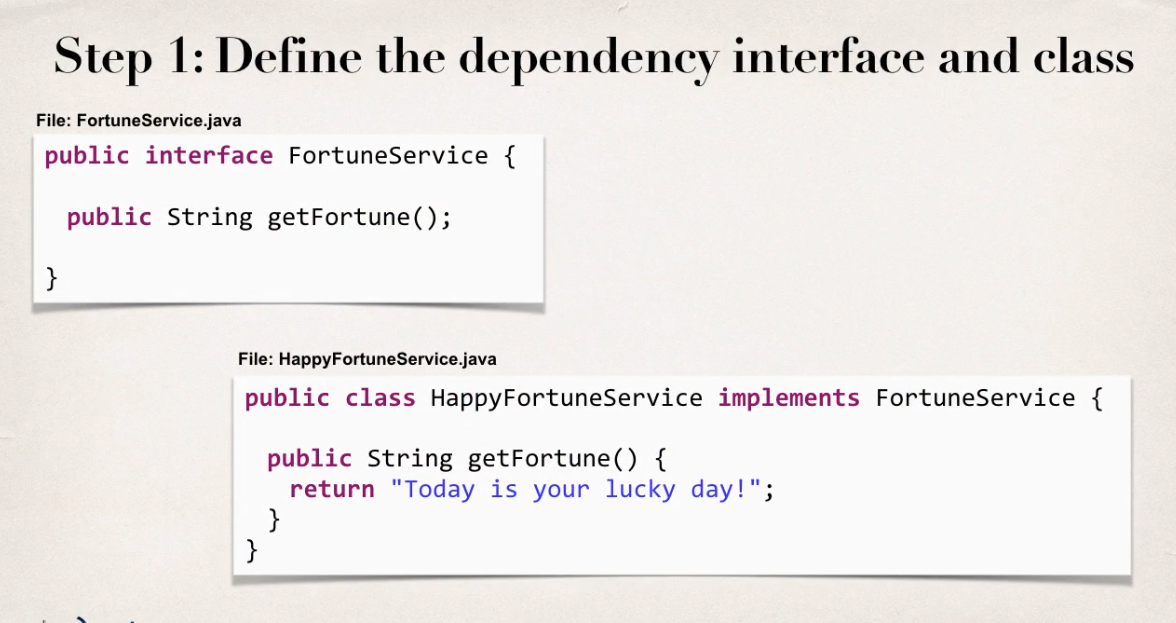 Step 1: Define the dependency interface and class
File: FortuneService.java
public interface FortuneService {
public String getFortune();
}
File: HappyFortuneService.java
public class HappyFortuneService implements FortuneService {
public String getFortune() {
return "Today is your lucky day!";
}
}